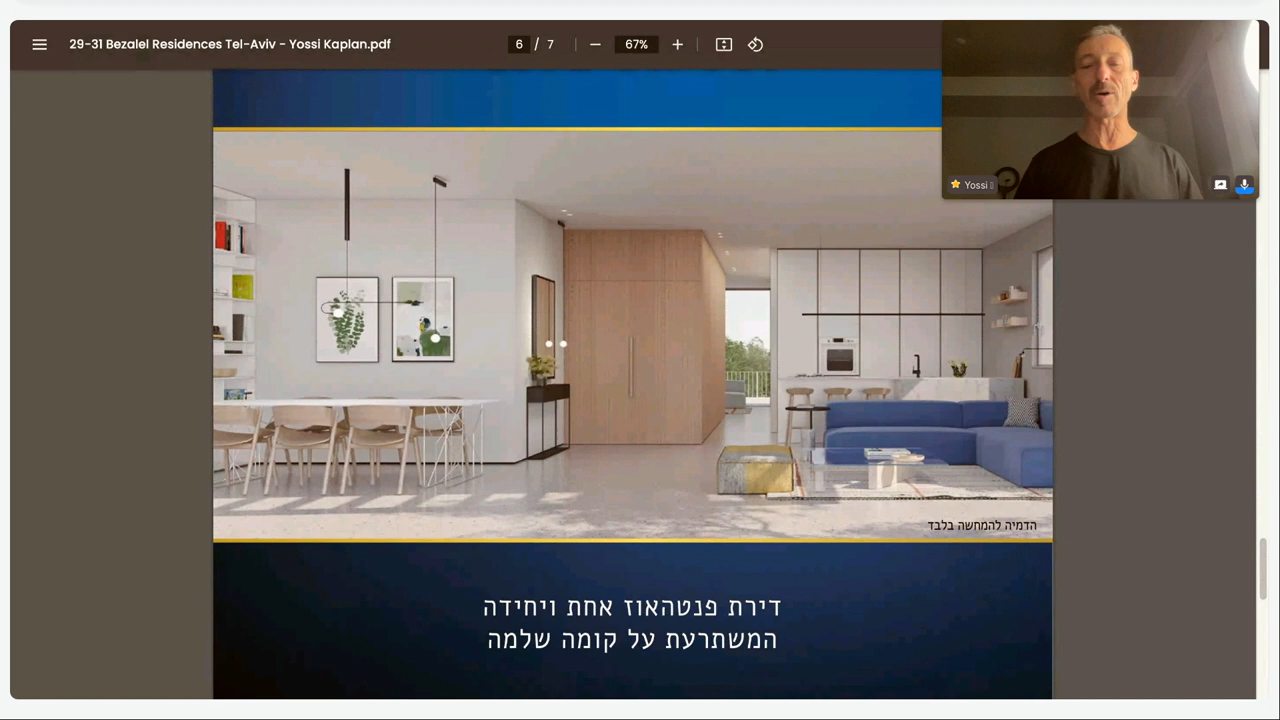 29-31 Bezalel Residences Tel-Aviv - Yossi Kaplan.pdf
6 / 7
67%
Yossi
הדמיה להמחשה בלבד
דירת פנטהאוז אחת ויחידה
המשתרעת על קומה שלמה